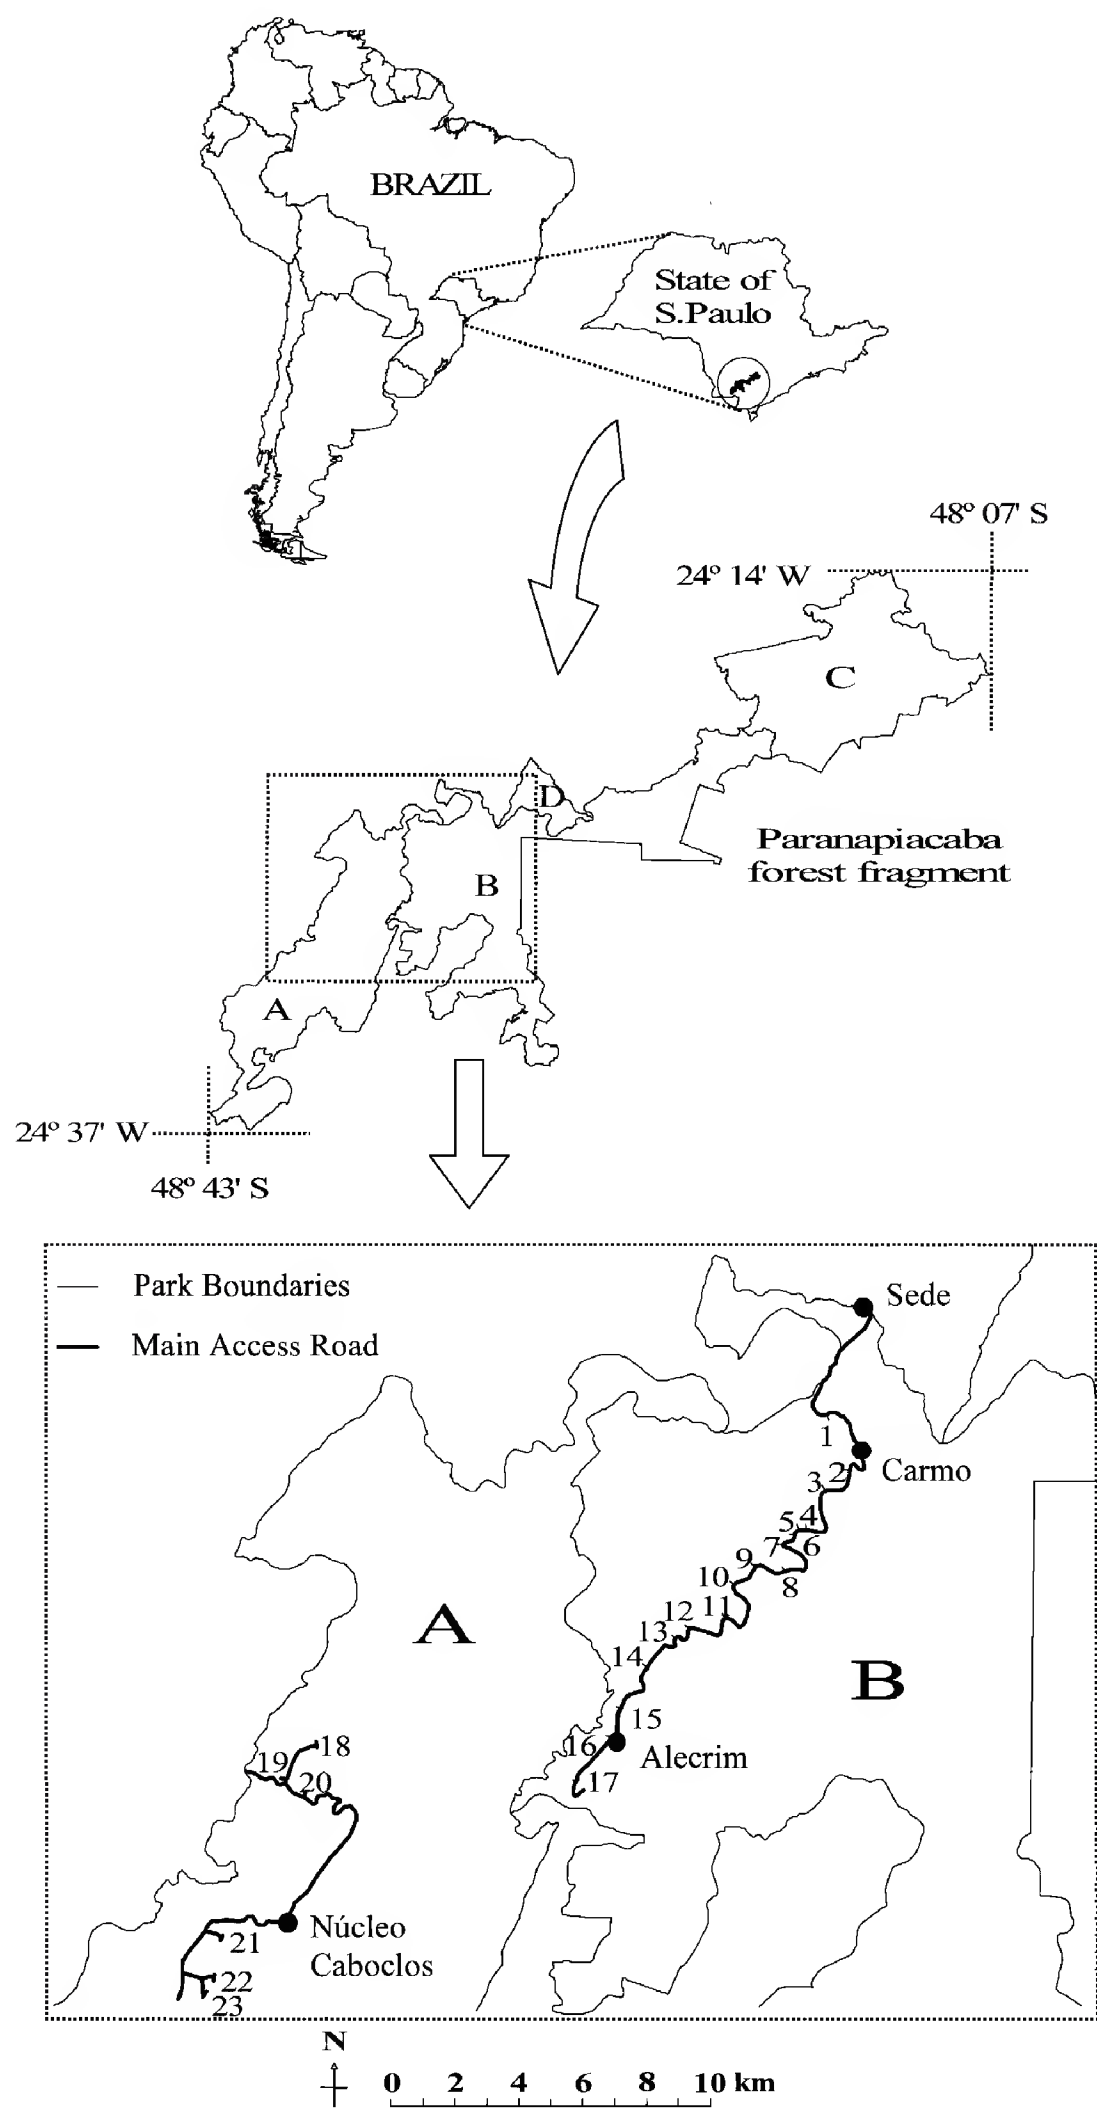 BRAZIL
State of
S.Paulo
48º 07' S
24º 14' W
C
D
Paranapiacaba
forest fragment
B
A
24º 37' W
48º 43' S
Park Boundaries
Sede
Main Access Road
1
Carmo
2
3
4
5
6
7
8
9
10
11
12
13
14
A
B
15
16
Alecrim
17
18
19
20
Núcleo
Caboclos
21
22
23
N
0 2 4 6 8 10 km